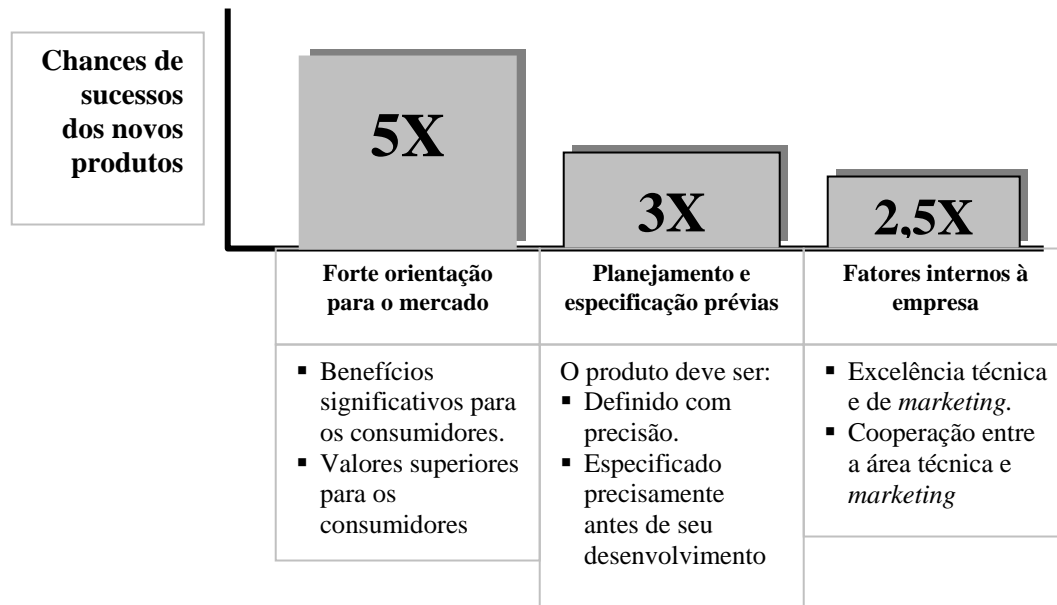 Chances de
sucessos
dos novos
produtos
5X
3X
2,5X
Forte orientação
para o mercado
Planejamento e
especificação prévias
Fatores internos à
empresa
▪ Benefícios
significativos para
os consumidores.
▪ Valores superiores
para os
consumidores
O produto deve ser:
▪ Definido com
precisão.
▪ Especificado
precisamente
antes de seu
desenvolvimento
▪ Excelência técnica
e de marketing.
▪ Cooperação entre
a área técnica e
marketing